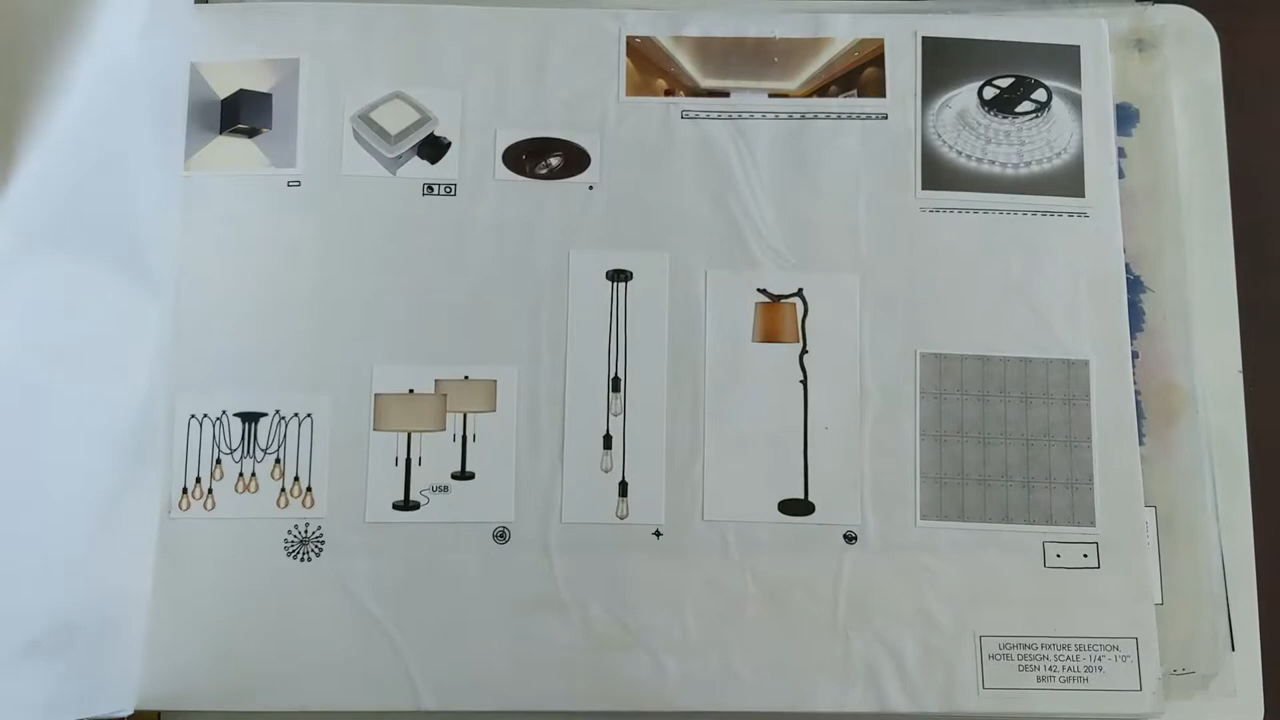 USB
LIGHTING FIXTURE SELECTION.
HOTEL DESIGN, SCALE - 1/4" - 1'0".
DESN 142. FALL 2019.
BRITT GIFFITH